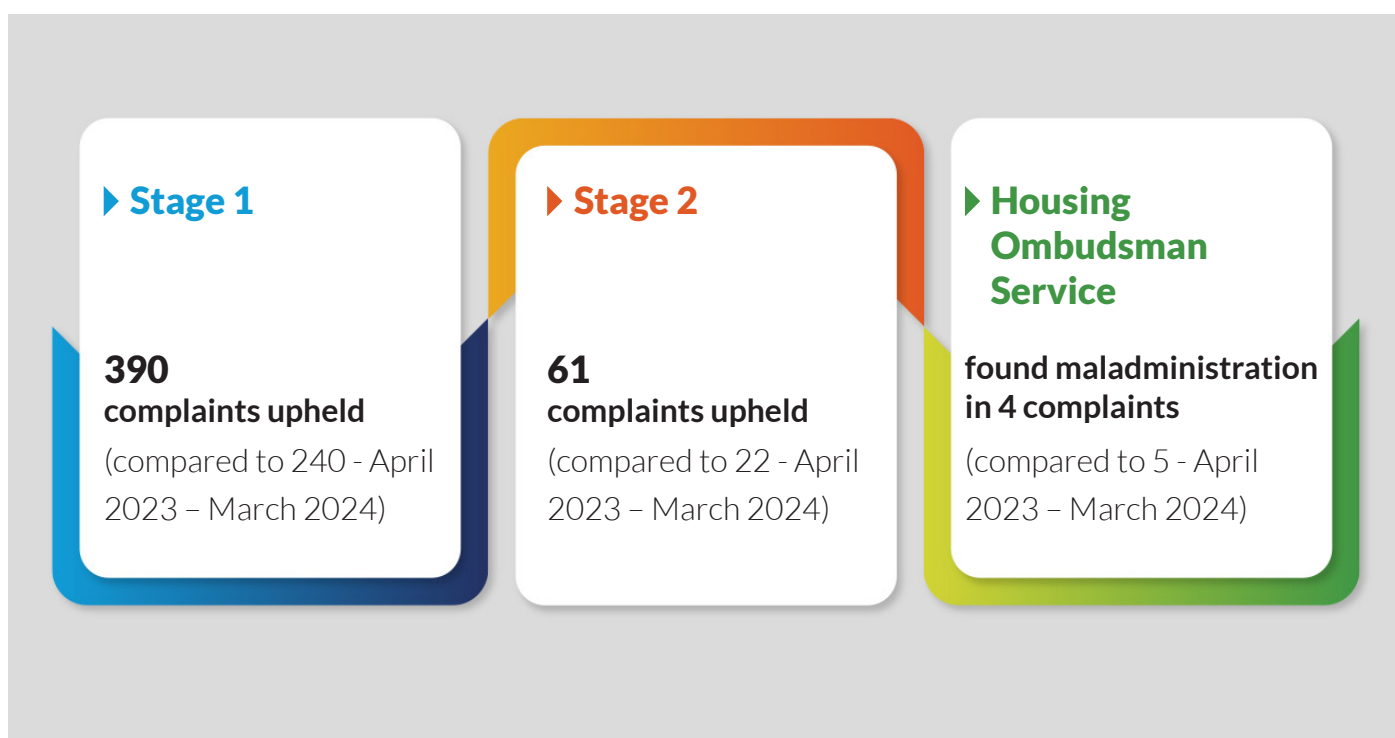 Stage 1
390
complaints upheld
(compared to 240 - April
2023 – March 2024)
Stage 2
61
complaints upheld
(compared to 22 - April
2023 – March 2024)
Housing
Ombudsman
Service
found maladministration
in 4 complaints
(compared to 5 - April
2023 – March 2024)